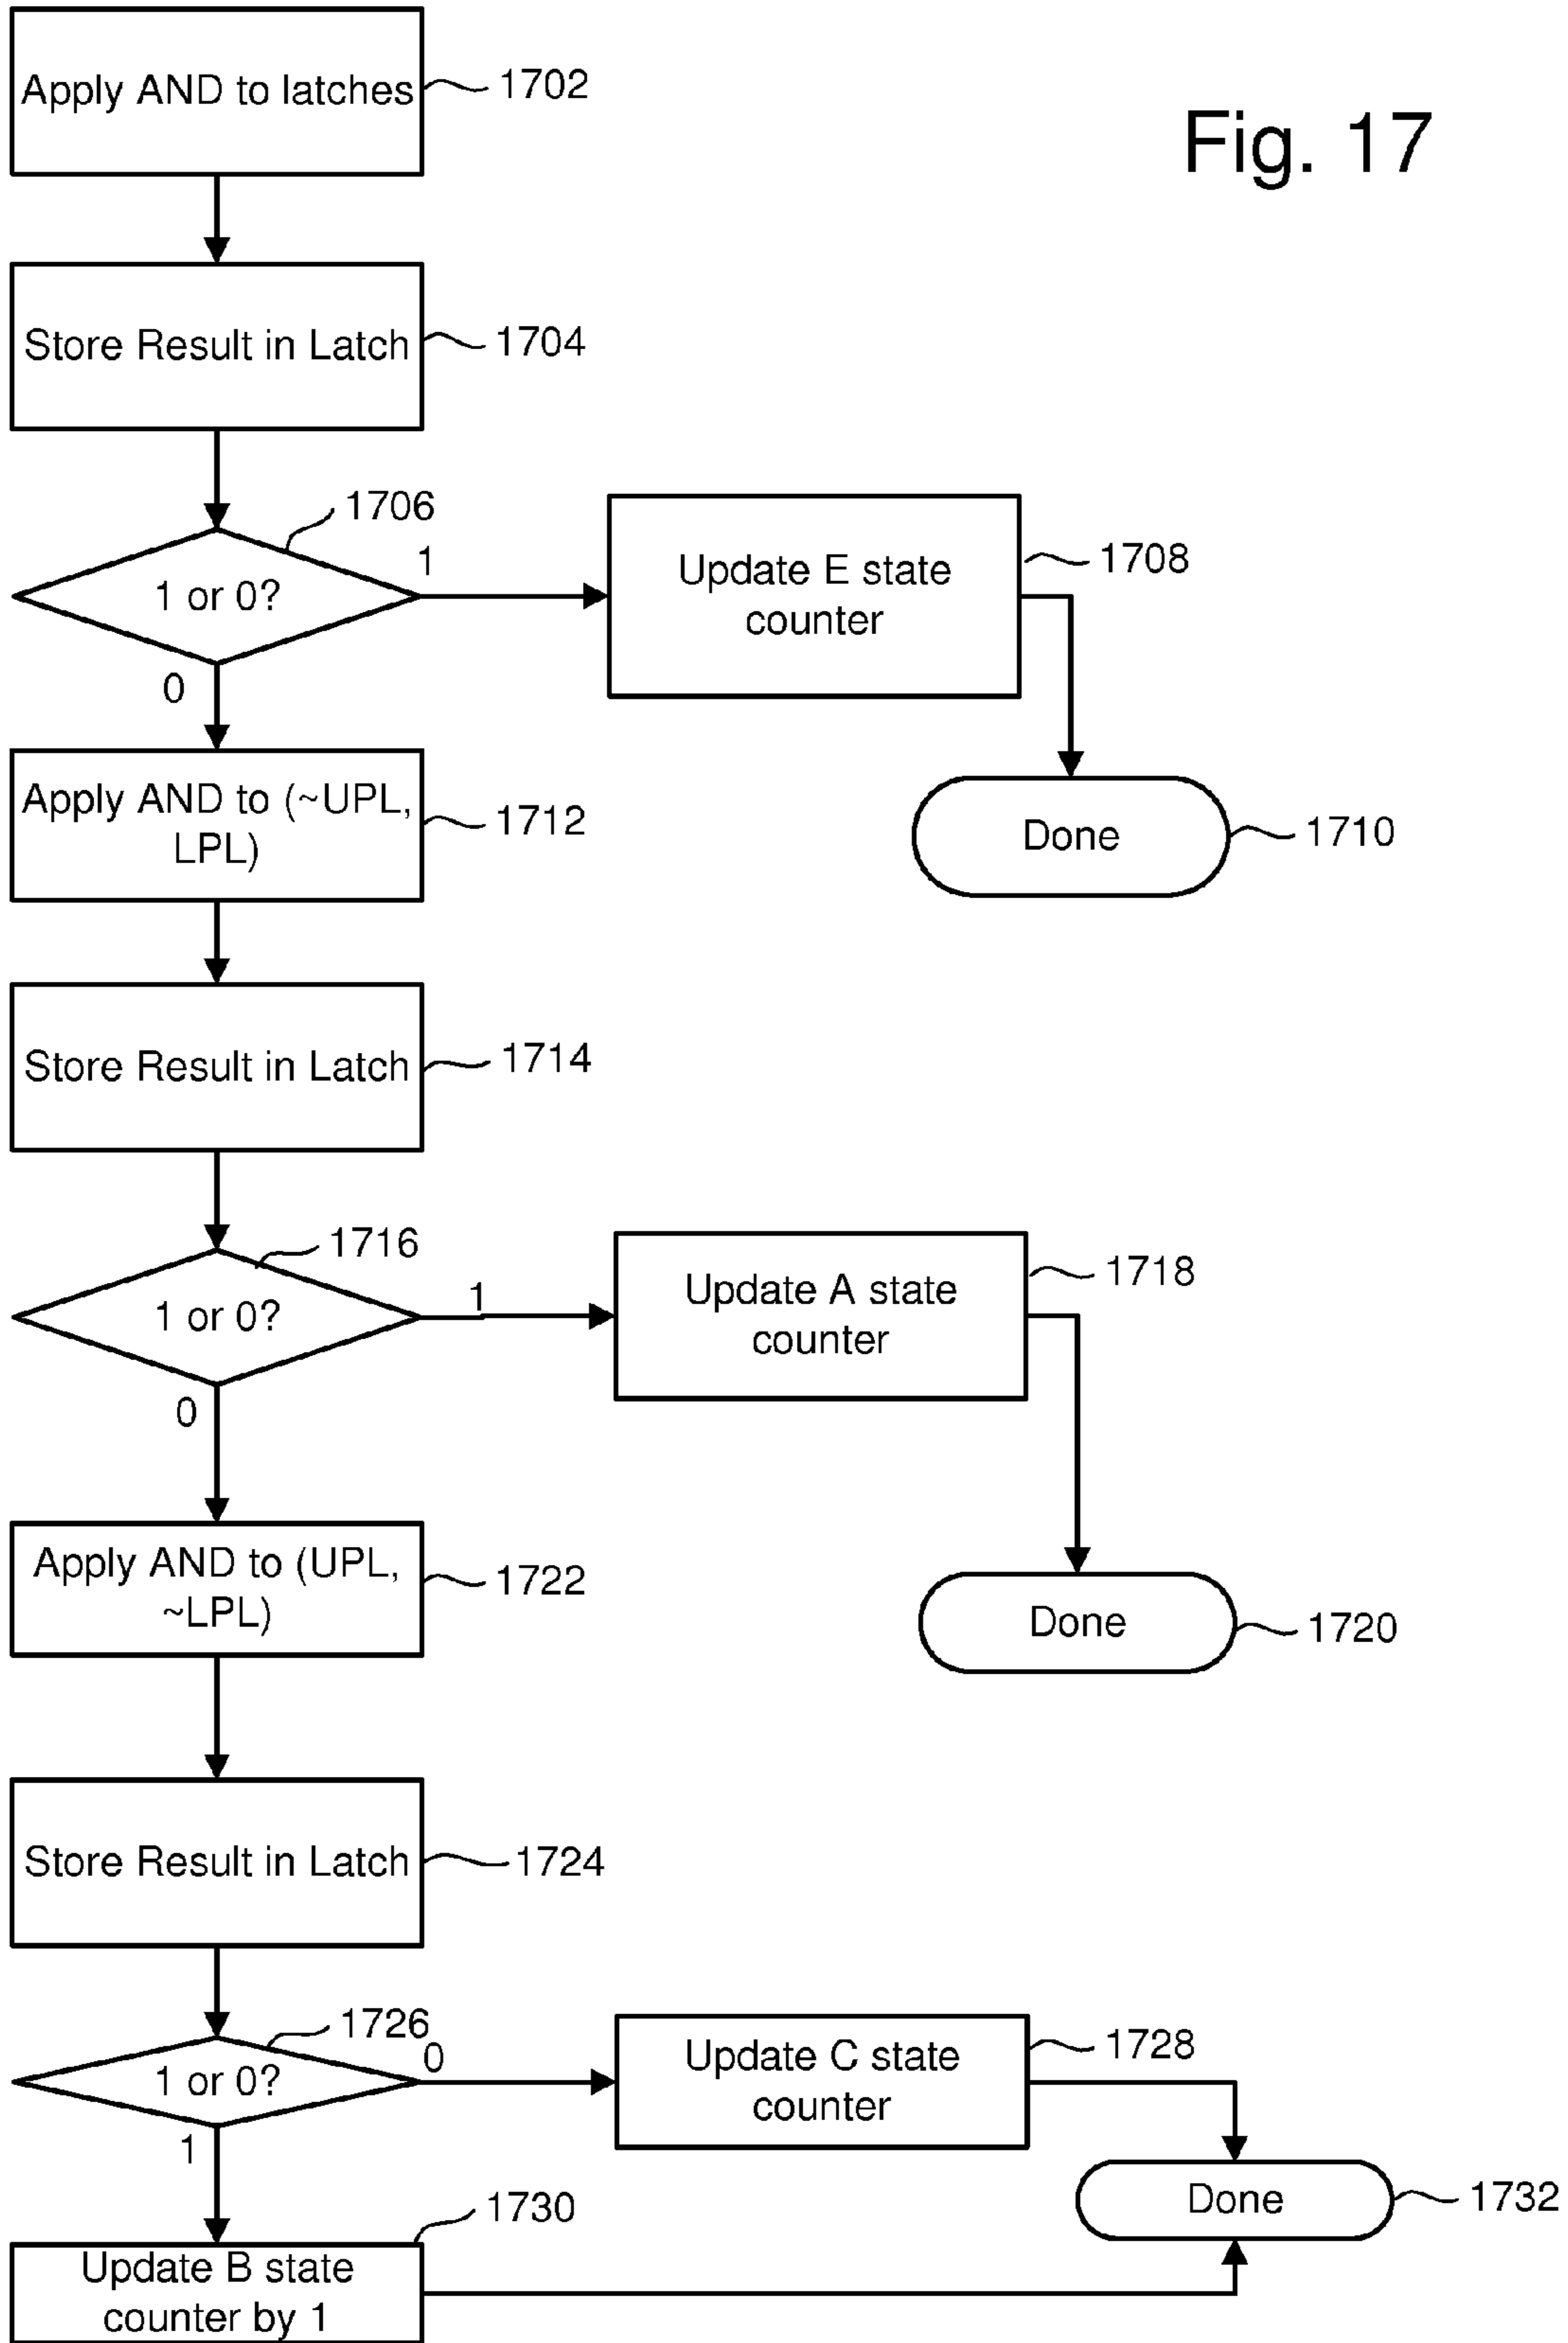 Apply AND to latches
1702
Fig. 17
Store Result in Latch
1704
1706
1 or 0?
1
0
Update E state
counter
1708
Done
1710
Apply AND to (~UPL,
LPL)
1712
Store Result in Latch
1714
1716
1 or 0?
1
0
Update A state
counter
1718
Done
1720
Apply AND to (UPL,
~LPL)
1722
Store Result in Latch
1724
1726
1 or 0?
0
1
Update C state
counter
1728
Done
1732
1730
Update B state
counter by 1